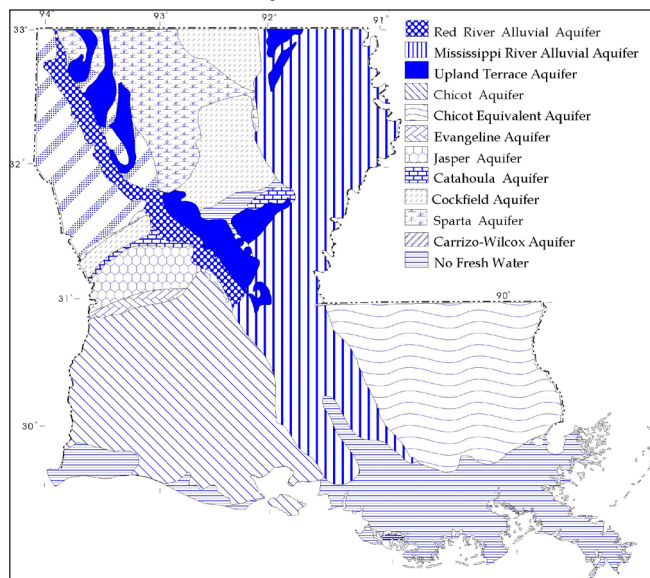 94
93
92
91
33
Red River Alluvial Aquifer
Mississippi River Alluvial Aquifer
Upland Terrace Aquifer
Chicot Aquifer
Chicot Equivalent Aquifer
Evangeline Aquifer
Jasper Aquifer
Catahoula Aquifer
Cockfield Aquifer
Sparta Aquifer
Carrizo-Wilcox Aquifer
No Fresh Water
32
31
90
30